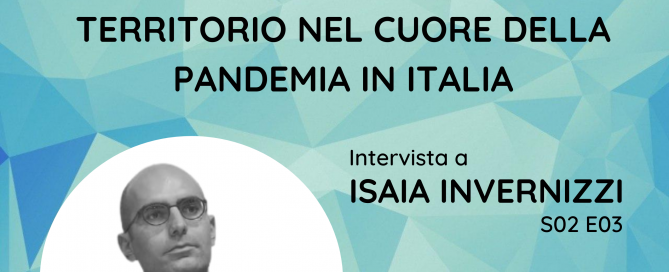 TERRITORIO NEL CUORE DELLA
PANDEMIA IN ITALIA
Intervista a
ISAIA INVERNIZZI
S02 E03